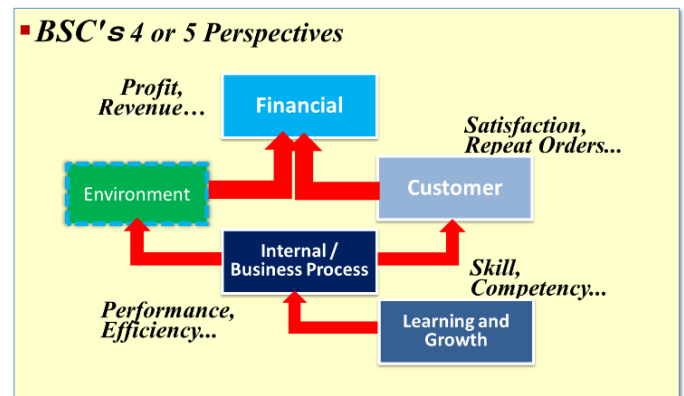 BSC's 4 or 5 Perspectives
Profit,
Revenue...
Financial
Satisfaction,
Repeat Orders...
Environment
Customer
Internal /
Business Process
Skill,
Competency...
Performance,
Efficiency...
Learning and
Growth